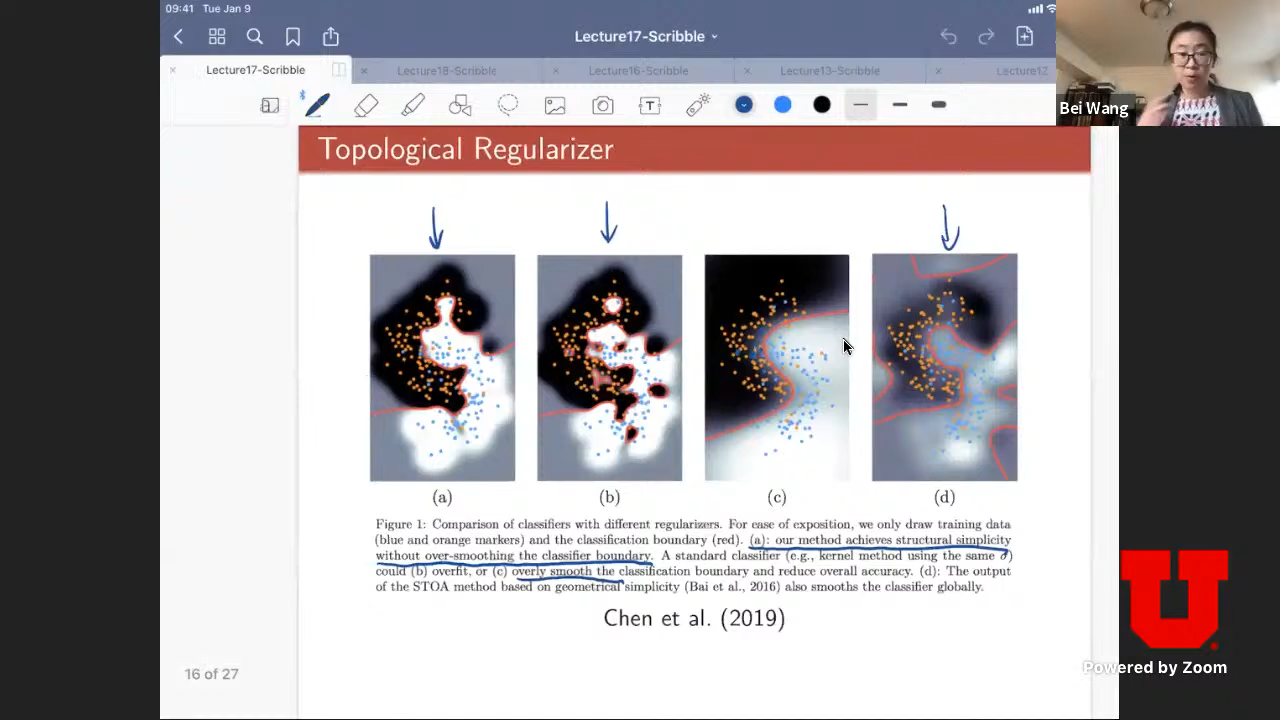 09:41 Tue Jan 9
Lecture17-Scribble
Bei Wang
Lecture17-Scribble
Lecture18-Scribble
Lecture16-Scribble
Lecture13-Scribble
Lecture12
T
Topological Regularizer
(a)
(b)
(c)
(d)
Figure 1: Comparison of classifiers with different regularizers. For ease of exposition, we only draw training data
(blue and orange markers) and the classification boundary (red). (a): our method achieves structural simplicity
without over-smoothing the classifier boundary. A standard classifier (e.g., kernel method using the same σ)
could (b) overfit, or (c) overly smooth the classification boundary and reduce overall accuracy. (d): The output
of the STOA method based on geometrical simplicity (Bai et al., 2016) also smooths the classifier globally.
Chen et al. (2019)
16 of 27
U
Powered by Zoom